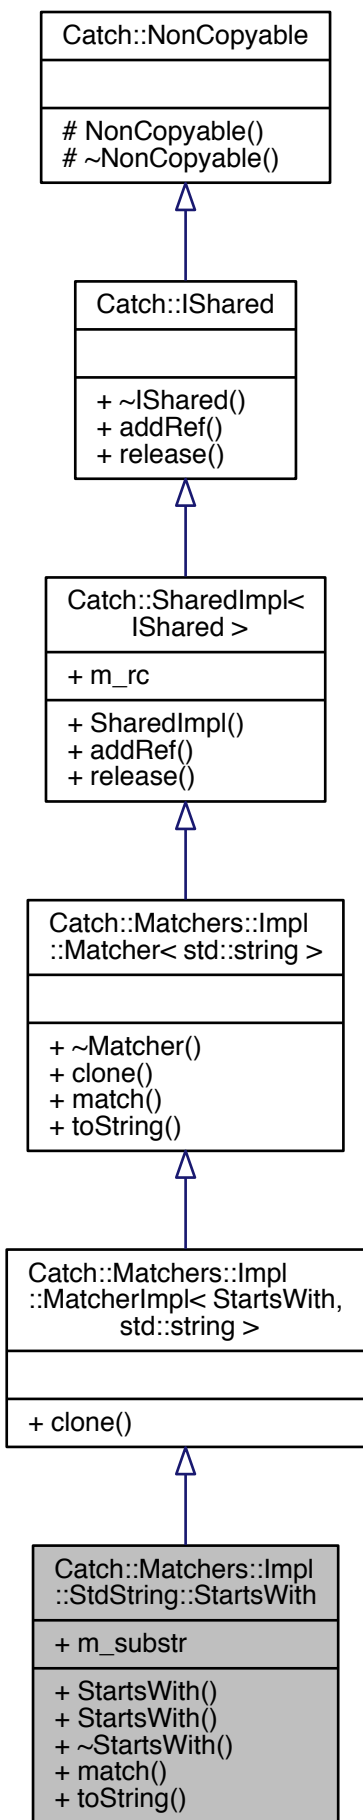 Catch::NonCopyable
# NonCopyable()
# ~NonCopyable()
Catch::IShared
+ ~IShared()
+ addRef()
+ release()
Catch::SharedImpl<
IShared >
+ m_rc
+ SharedImpl()
+ addRef()
+ release()
Catch::Matchers::Impl
::Matcher< std::string >
+ ~Matcher()
+ clone()
+ match()
+ toString()
Catch::Matchers::Impl
::MatcherImpl< StartsWith,
std::string >
+ clone()
Catch::Matchers::Impl
::StdString::StartsWith
+ m_substr
+ StartsWith()
+ StartsWith()
+ ~StartsWith()
+ match()
+ toString()